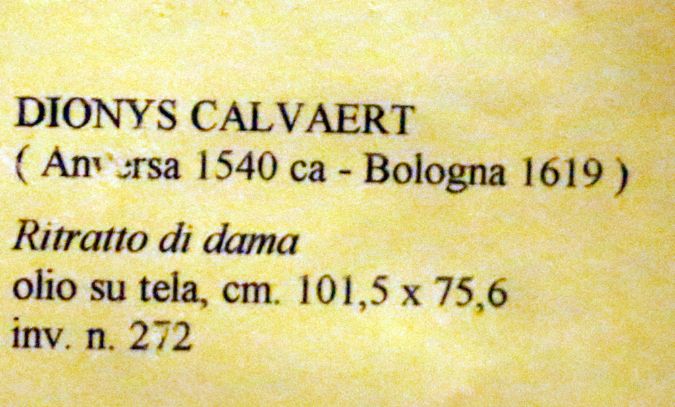 DIONYS CALVAERT
( Anversa 1540 ca - Bologna 1619 )
Ritratto di dama
olio su tela, cm. 101,5 x 75,6
inv. n. 272